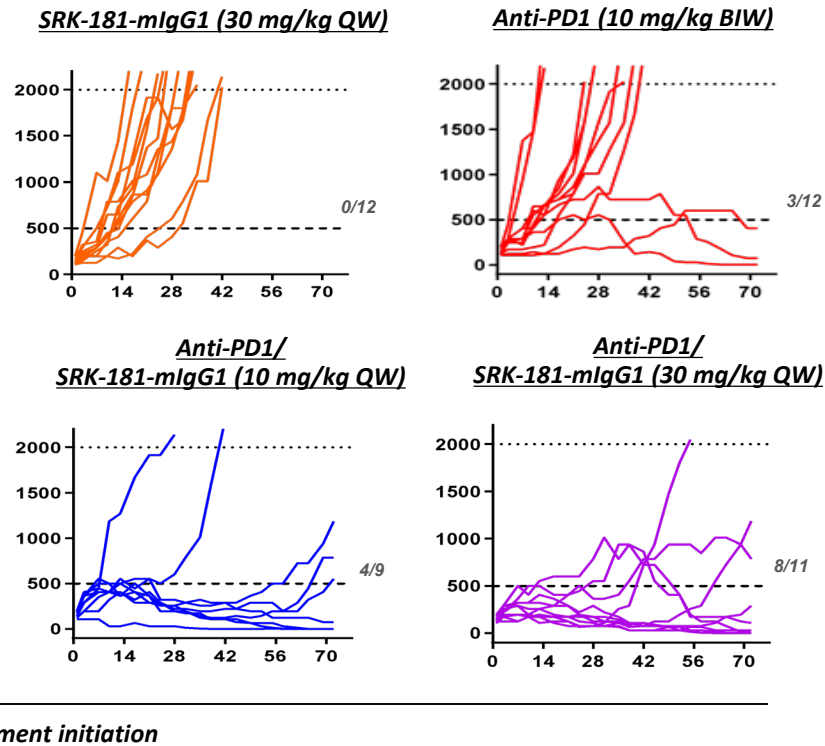 SRK-181-mIgG1 (30 mg/kg QW)
Anti-PD1 (10 mg/kg BIW)
2000
1500
1000
500
0
0/12
0 14 28 42 56 70
2000
1500
1000
500
0
3/12
0 14 28 42 56 70
Anti-PD1/
SRK-181-mIgG1 (10 mg/kg QW)
Anti-PD1/
SRK-181-mIgG1 (30 mg/kg QW)
2000
1500
1000
500
0
4/9
0 14 28 42 56 70
2000
1500
1000
500
0
8/11
0 14 28 42 56 70
ment initiation